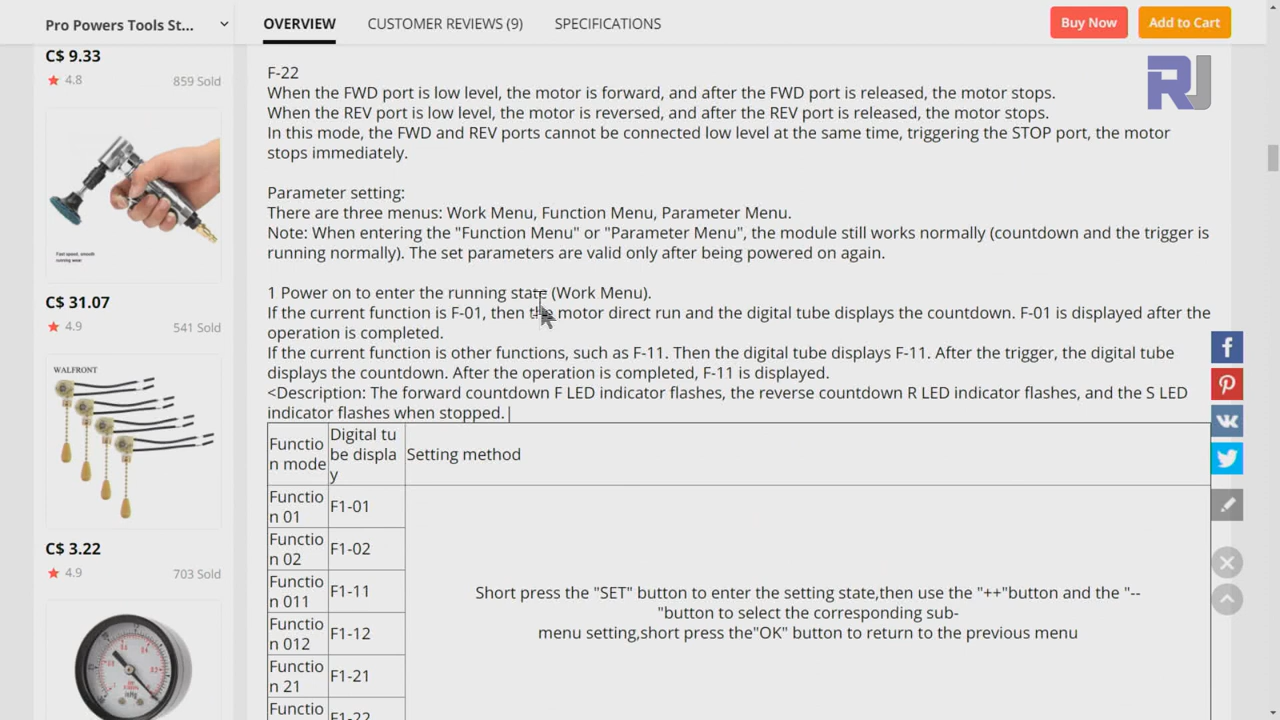 Pro Powers Tools St...
OVERVIEW
CUSTOMER REVIEWS (9)
SPECIFICATIONS
Buy Now
Add to Cart
C$ 9.33
4.8
859 Sold
Fast speed, smooth
running wear
C$ 31.07
4.9
541 Sold
WALFRONT
C$ 3.22
4.9
703 Sold
RJ
F-22
When the FWD port is low level, the motor is forward, and after the FWD port is released, the motor stops.
When the REV port is low level, the motor is reversed, and after the REV port is released, the motor stops.
In this mode, the FWD and REV ports cannot be connected low level at the same time, triggering the STOP port, the motor
stops immediately.
Parameter setting:
There are three menus: Work Menu, Function Menu, Parameter Menu.
Note: When entering the "Function Menu" or "Parameter Menu", the module still works normally (countdown and the trigger is
running normally). The set parameters are valid only after being powered on again.
1 Power on to enter the running state (Work Menu).
If the current function is F-01, then the motor direct run and the digital tube displays the countdown. F-01 is displayed after the
operation is completed.
If the current function is other functions, such as F-11. Then the digital tube displays F-11. After the trigger, the digital tube
displays the countdown. After the operation is completed, F-11 is displayed.
<Description: The forward countdown F LED indicator flashes, the reverse countdown R LED indicator flashes, and the S LED
indicator flashes when stopped.|
Functio
n mode
Digital tu
be displa
y
Setting method
Functio
n 01
F1-01
Functio
n 02
F1-02
Functio
n 011
F1-11
Functio
n 012
F1-12
Functio
n 21
F1-21
Functio
F1-22
Short press the "SET" button to enter the setting state,then use the "++"button and the "--
"button to select the corresponding sub-
menu setting,short press the"OK" button to return to the previous menu